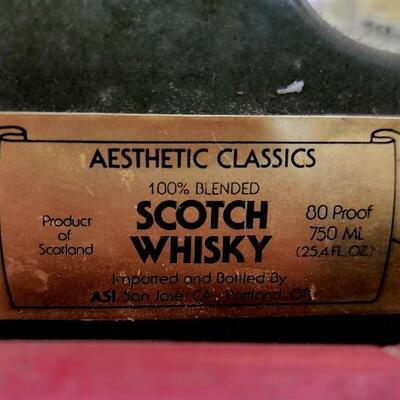 AESTHETIC CLASSICS
100% BLENDED
SCOTCH
WHISKY
Product
of
Scotland
80 Proof
750 ML
(25.4 FL. OZ.)
Imported and Bottled By
ASI, San Jose, CA., Portland, OR.